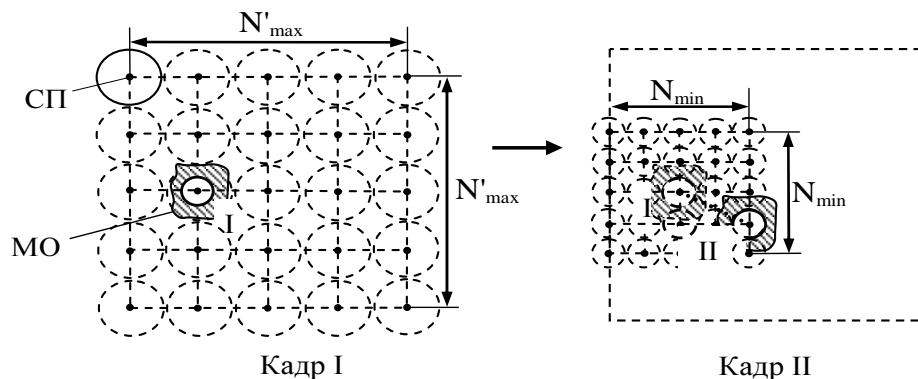 N'max
СП
I
МО
N'max
Кадр I
Nmin
Nmin
I
II
Кадр II